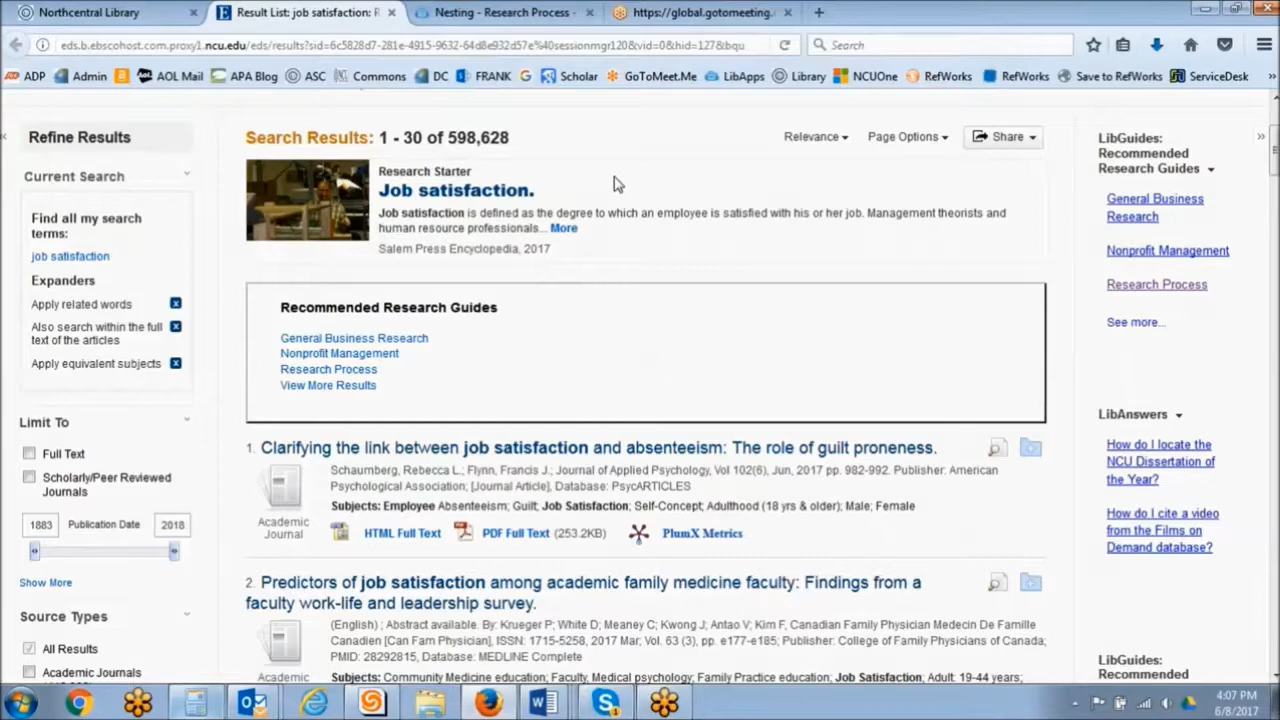 Northcentral Library
Result List: job satisfaction: R
Nesting - Research Process -
https://global.gotomeeting.
eds.b.ebscohost.com.proxy1.ncu.edu/eds/results?sid=6c5828d7-281e-4915-9632-64d8e932d57e%40sessionmgr120&vid=0&hid=127&bqu
Search
ADP
Admin
AOL Mail
APA Blog
ASC
Commons
DC
FRANK
Scholar
GoToMeet.Me
LibApps
Library
NCUOne
RefWorks
RefWorks
Save to RefWorks
ServiceDesk
Refine Results
Current Search
Find all my search
terms:
job satisfaction
Expanders
Apply related words
Also search within the full
text of the articles
Apply equivalent subjects
Limit To
Full Text
Scholarly/Peer Reviewed
Journals
1883 Publication Date 2018
Show More
Source Types
All Results
Academic Journals
Search Results: 1 - 30 of 598,628
Relevance
Page Options
Share
Research Starter
Job satisfaction.
Job satisfaction is defined as the degree to which an employee is satisfied with his or her job. Management theorists and
human resource professionals... More
Salem Press Encyclopedia, 2017
Recommended Research Guides
General Business Research
Nonprofit Management
Research Process
View More Results
1. Clarifying the link between job satisfaction and absenteeism: The role of guilt proneness.
Schaumberg, Rebecca L.; Flynn, Francis J.; Journal of Applied Psychology, Vol 102(6), Jun, 2017 pp. 982-992. Publisher: American
Psychological Association; [Journal Article], Database: PsycARTICLES
Subjects: Employee Absenteeism; Guilt; Job Satisfaction; Self-Concept; Adulthood (18 yrs & older); Male; Female
Academic
Journal
HTML Full Text
PDF Full Text (253.2KB)
PlumX Metrics
2. Predictors of job satisfaction among academic family medicine faculty: Findings from a
faculty work-life and leadership survey.
(English) ; Abstract available. By: Krueger P; White D; Meaney C; Kwong J; Antao V; Kim F, Canadian Family Physician Medecin De Famille
Canadien [Can Fam Physician], ISSN: 1715-5258, 2017 Mar; Vol. 63 (3), pp. e177-e185; Publisher: College of Family Physicians of Canada;
PMID: 28292815, Database: MEDLINE Complete
Academic
Subjects: Community Medicine education; Faculty, Medical psychology; Family Practice education; Job Satisfaction; Adult: 19-44 years;
LibGuides:
Recommended
Research Guides
General Business
Research
Nonprofit Management
Research Process
See more...
LibAnswers
How do I locate the
NCU Dissertation of
the Year?
How do I cite a video
from the Films on
Demand database?
LibGuides:
Recommended
4:07 PM
6/8/2017